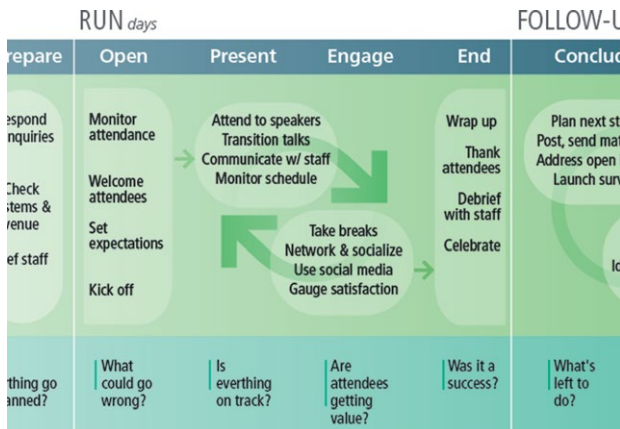 RUN days
FOLLOW-U
repare
Open
Present
Engage
End
Conclud
espond
nquiries
Check
stems &
venue
ef staff
Monitor
attendance
Welcome
attendees
Set
expectations
Kick off
Attend to speakers
Transition talks
Communicate w/ staff
Monitor schedule
Take breaks
Network & socialize
Use social media
Gauge satisfaction
Wrap up
Thank
attendees
Debrief
with staff
Celebrate
Plan next st
Post, send mat
Address open
Launch surv
Ic
rthing go
anned?
What
could go
wrong?
Is
everthing
on track?
Are
attendees
getting
value?
Was it a
success?
What's
left to
do?